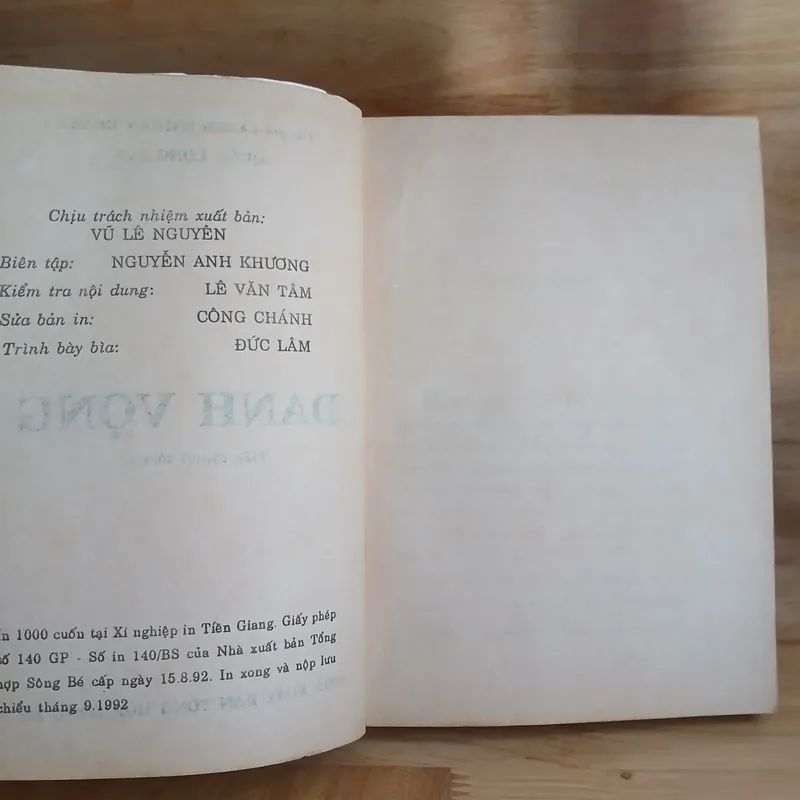 Chịu trách nhiệm xuất bản:
VŨ LÊ NGUYÊN
Biên tập: NGUYỄN ANH KHƯƠNG
Kiểm tra nội dung: LÊ VĂN TÂM
Sửa bản in: CÔNG CHÁNH
Trình bày bìa: ĐỨC LÂM
DANH VỌNG
In 1000 cuốn tại Xí nghiệp in Tiền Giang. Giấy phép
số 140 GP - Số in 140/BS của Nhà xuất bản Tổng
hợp Sông Bé cấp ngày 15.8.92. In xong và nộp lưu
chiểu tháng 9.1992